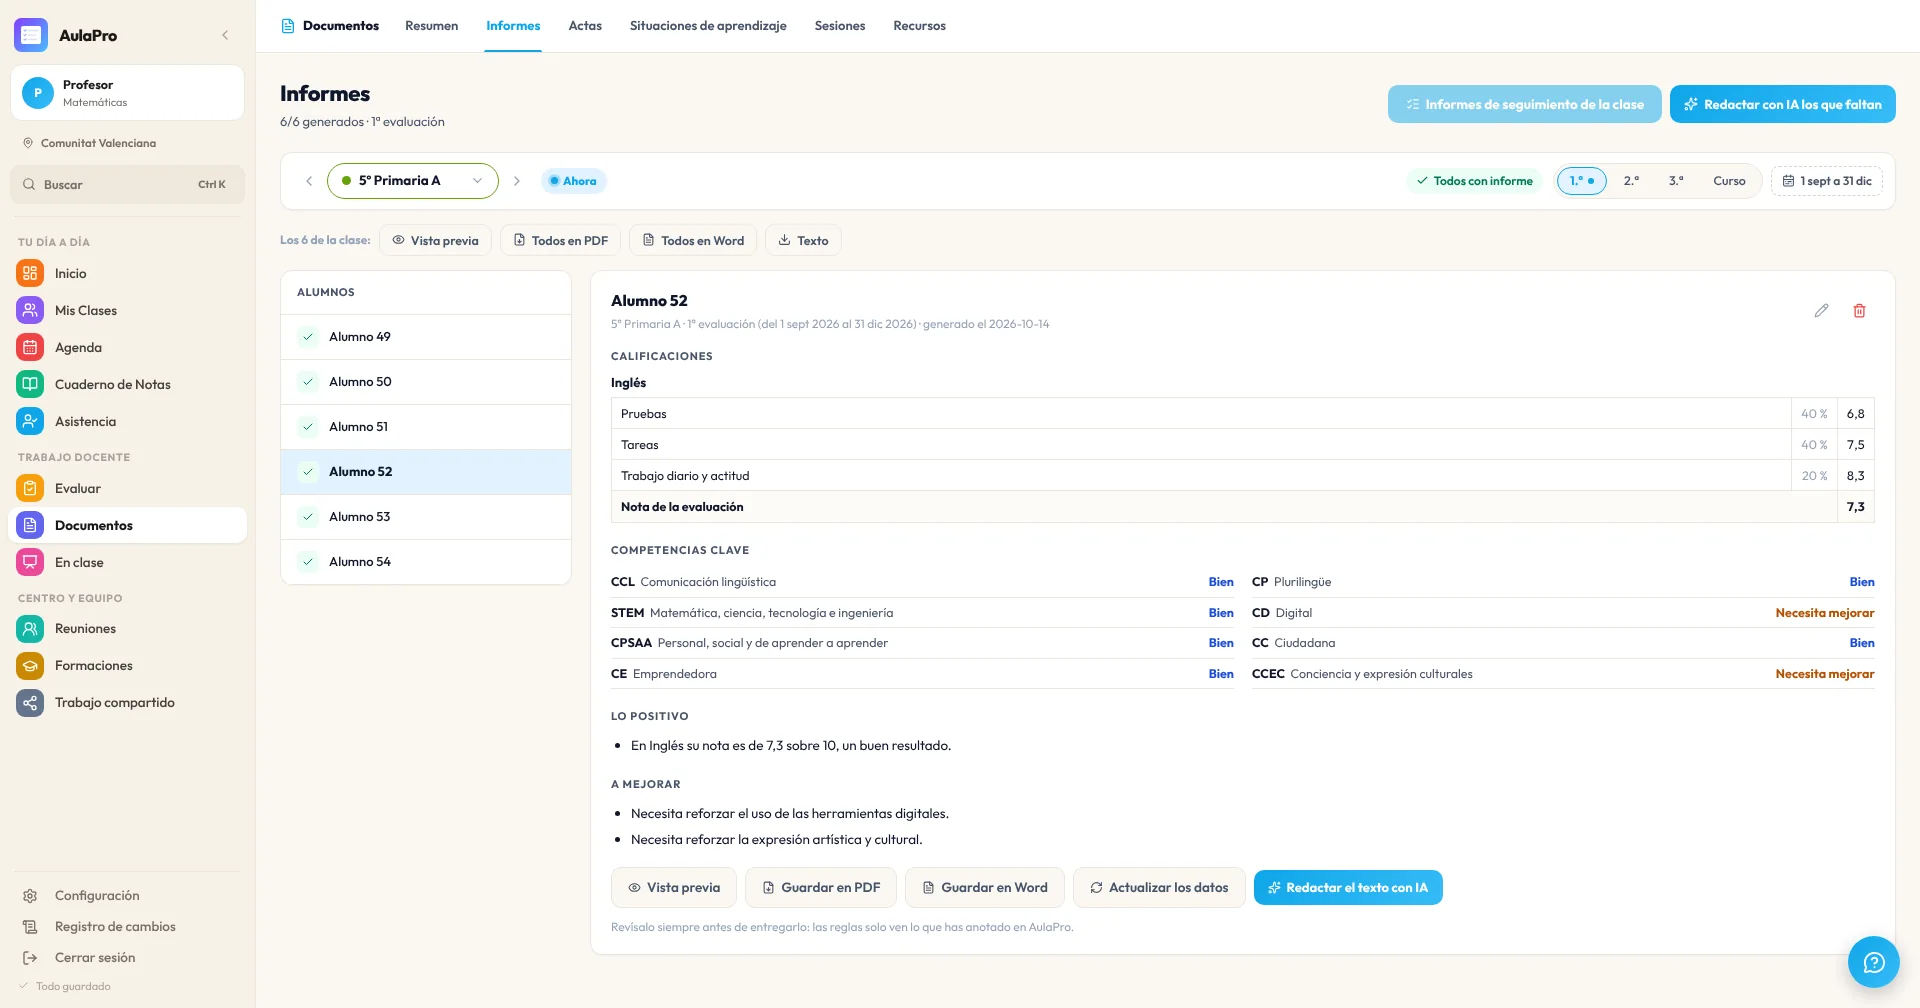 AulaPro
P
Profesor
Matemáticas
Comunitat Valenciana
Buscar Ctrl K
TU DÍA A DÍA
Inicio
Mis Clases
Agenda
Cuaderno de Notas
Asistencia
TRABAJO DOCENTE
Evaluar
Documentos
En clase
CENTRO Y EQUIPO
Reuniones
Formaciones
Trabajo compartido
Configuración
Registro de cambios
Cerrar sesión
Todo guardado
Documentos Resumen Informes Actas Situaciones de aprendizaje Sesiones Recursos
Informes
6/6 generados · 1ª evaluación
Informes de seguimiento de la clase Redactar con IA los que faltan
5º Primaria A Ahora Todos con informe 1.ª 2.ª 3.ª Curso 1 sept a 31 dic
Los 6 de la clase: Vista previa Todos en PDF Todos en Word Texto
ALUMNOS
Alumno 49
Alumno 50
Alumno 51
Alumno 52
Alumno 53
Alumno 54
Alumno 52
5º Primaria A · 1ª evaluación (del 1 sept 2026 al 31 dic 2026) · generado el 2026-10-14
CALIFICACIONES
Inglés
Pruebas 40 % 6,8
Tareas 40 % 7,5
Trabajo diario y actitud 20 % 8,3
Nota de la evaluación 7,3
COMPETENCIAS CLAVE
CCL Comunicación lingüística Bien CP Plurilingüe Bien
STEM Matemática, ciencia, tecnología e ingeniería Bien CD Digital Necesita mejorar
CPSAA Personal, social y de aprender a aprender Bien CC Ciudadana Bien
CE Emprendedora Bien CCEC Conciencia y expresión culturales Necesita mejorar
LO POSITIVO
• En Inglés su nota es de 7,3 sobre 10, un buen resultado.
A MEJORAR
• Necesita reforzar el uso de las herramientas digitales.
• Necesita reforzar la expresión artística y cultural.
Vista previa Guardar en PDF Guardar en Word Actualizar los datos Redactar el texto con IA
Revísalo siempre antes de entregarlo: las reglas solo ven lo que has anotado en AulaPro.